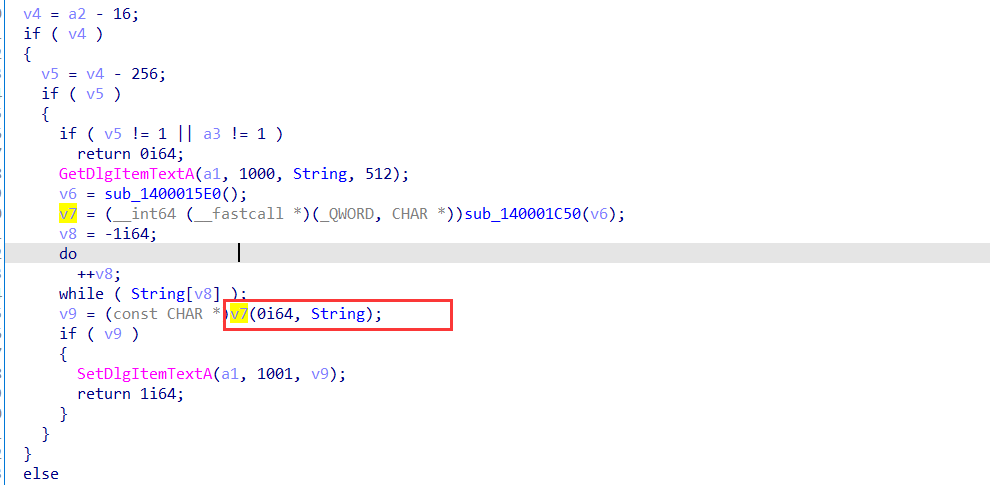 v4 = a2 - 16;
if ( v4 )
{
v5 = v4 - 256;
if ( v5 )
{
if ( v5 != 1 || a3 != 1 )
return 0i64;
GetDlgItemTextA(a1, 1000, String, 512);
v6 = sub_1400015E0();
v7 = (__int64 (__fastcall *)(_QWORD, CHAR *))sub_140001C50(v6);
v8 = -1i64;
do
++v8;
while ( String[v8] );
v9 = (const CHAR *)v7(0i64, String);
if ( v9 )
{
SetDlgItemTextA(a1, 1001, v9);
return 1i64;
}
}
}
else